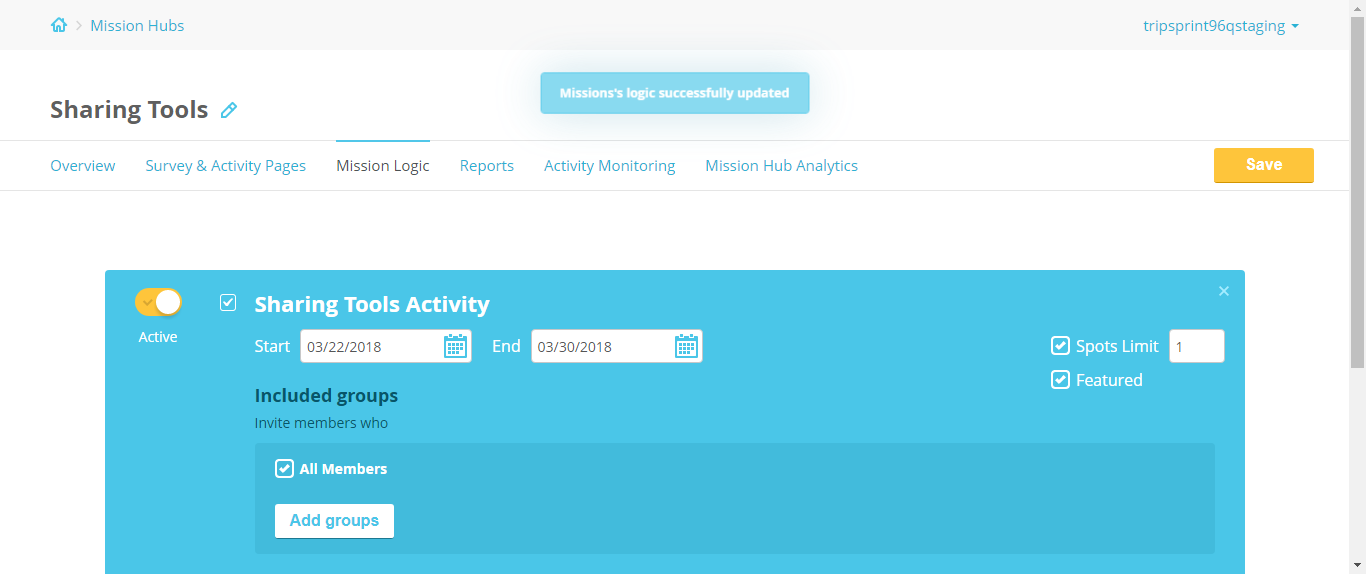 Mission Hubs
tripsprint96qstaging
Missions's logic successfully updated
Sharing Tools
Overview Survey & Activity Pages Mission Logic Reports Activity Monitoring Mission Hub Analytics Save
Sharing Tools Activity
Active
Start 03/22/2018 End 03/30/2018 Spots Limit 1
Featured
Included groups
Invite members who
All Members
Add groups